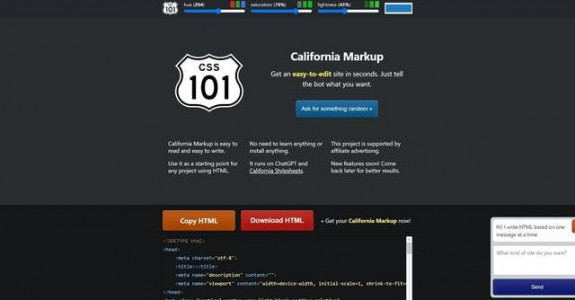 hue (204)
saturation (76%)
lightness (43%)
CSS
101
California Markup
Get an easy-to-edit site in seconds. Just tell
the bot what you want.
Ask for something random »
California Markup is easy to
read and easy to write.
Use it as a starting point for
any project using HTML.
No need to learn anything or
install anything.
It runs on ChatGPT and
California Stylesheets.
This project is supported by
affiliate advertising.
New features soon! Come
back later for better results.
Copy HTML
Download HTML
« Get your California Markup now!
<!DOCTYPE html>
<head>
<meta charset="utf-8">
<title></title>
<meta name="description" content="">
<meta name="viewport" content="width=device-width, initial-scale=1, shrink-to-fit=
Hi! I write HTML based on one
message at a time.
What kind of site do you want?
Send